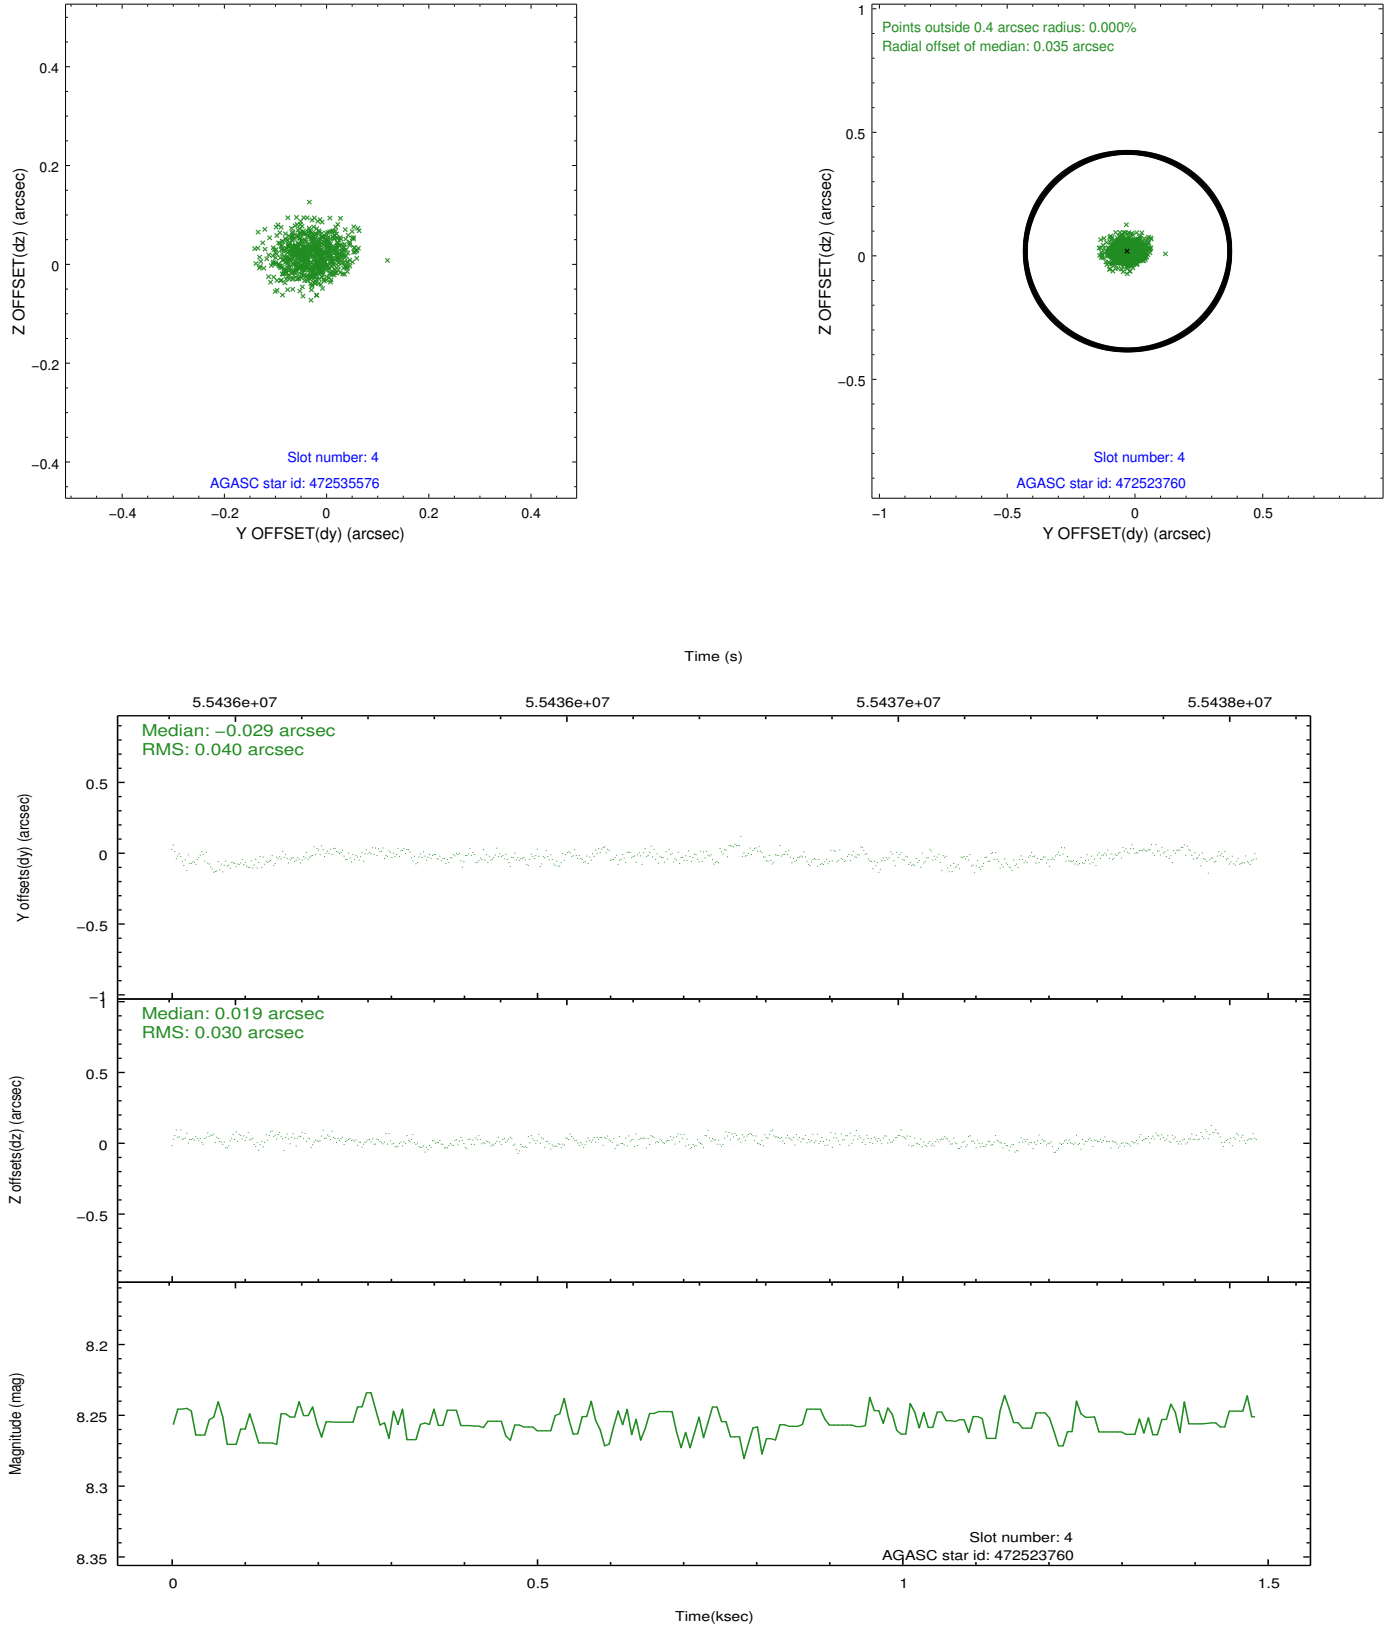 0.4
0.2
0
−0.2
−0.4
Z OFFSET(dz) (arcsec)
Slot number: 4
AGASC star id: 472535576
−0.4 −0.2 0 0.2 0.4
Y OFFSET(dy) (arcsec)
Points outside 0.4 arcsec radius: 0.000%
Radial offset of median: 0.035 arcsec
1
0.5
0
−0.5
Z OFFSET(dz) (arcsec)
Slot number: 4
AGASC star id: 472523760
−1 −0.5 0 0.5
Y OFFSET(dy) (arcsec)
Time (s)
5.5436e+07 5.5436e+07 5.5437e+07 5.5438e+07
Median: −0.029 arcsec
RMS: 0.040 arcsec
0.5
0
−0.5
−1
Y offsets(dy) (arcsec)
Median: 0.019 arcsec
RMS: 0.030 arcsec
1
0.5
0
−0.5
Z offsets(dz) (arcsec)
8.2
8.25
8.3
8.35
Magnitude (mag)
Slot number: 4
AGASC star id: 472523760
0 0.5 1 1.5
Time(ksec)